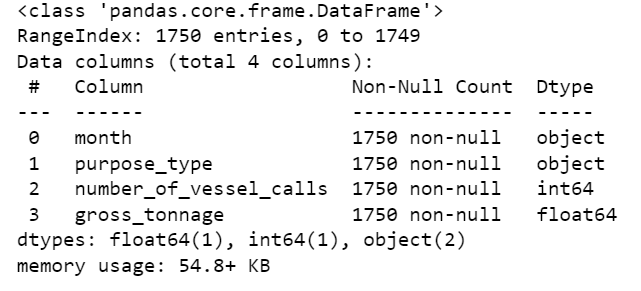 <class 'pandas.core.frame.DataFrame'>
RangeIndex: 1750 entries, 0 to 1749
Data columns (total 4 columns):
 #   Column                  Non-Null Count  Dtype
---  ------                  --------------  -----
 0   month                   1750 non-null   object
 1   purpose_type            1750 non-null   object
 2   number_of_vessel_calls  1750 non-null   int64
 3   gross_tonnage           1750 non-null   float64
dtypes: float64(1), int64(1), object(2)
memory usage: 54.8+ KB